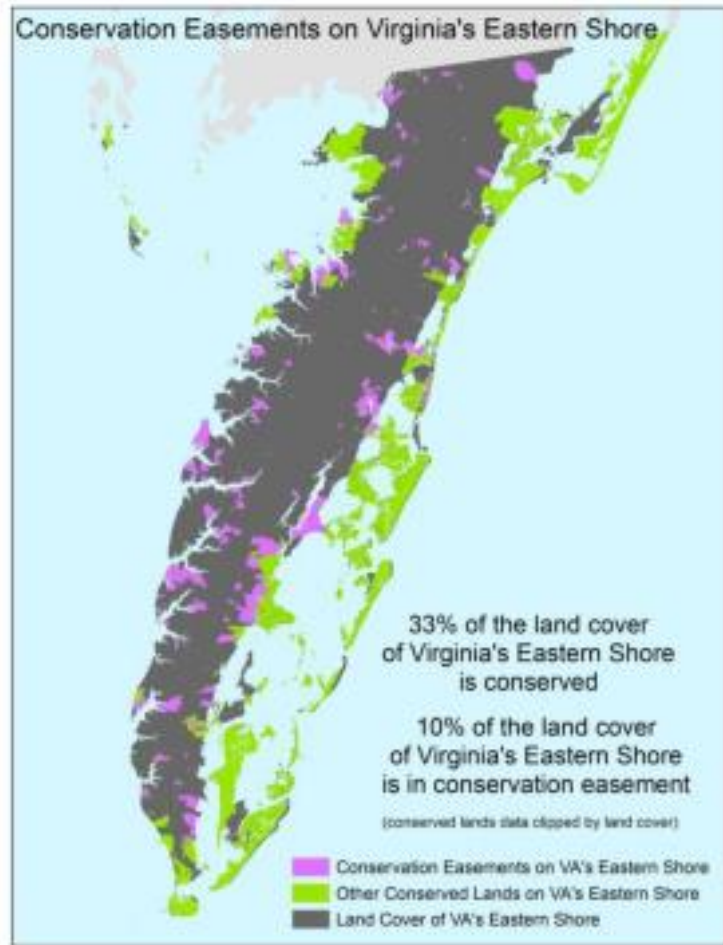 Conservation Easements on Virginia's Eastern Shore
33% of the land cover
of Virginia's Eastern Shore
is conserved
10% of the land cover
of Virginia's Eastern Shore
is in conservation easement
(conserved lands data clipped by land cover)
Conservation Easements on VA's Eastern Shore
Other Conserved Lands on VA's Eastern Shore
Land Cover of VA's Eastern Shore